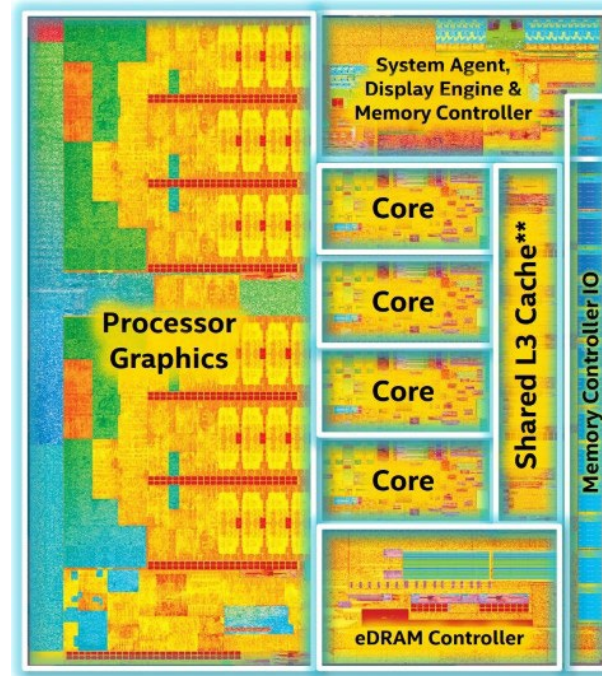 System Agent,
Display Engine &
Memory Controller
Core
Core
Core
Core
Shared L3 Cache**
Memory Controller IO
Processor
Graphics
eDRAM Controller